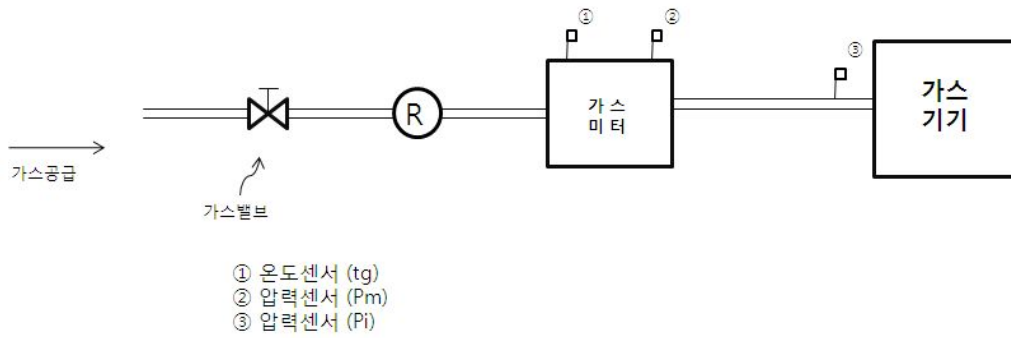 ①
②
③
R
가 스
미 터
가스
기기
가스공급
가스밸브
① 온도센서 (tg)
② 압력센서 (Pm)
③ 압력센서 (Pi)